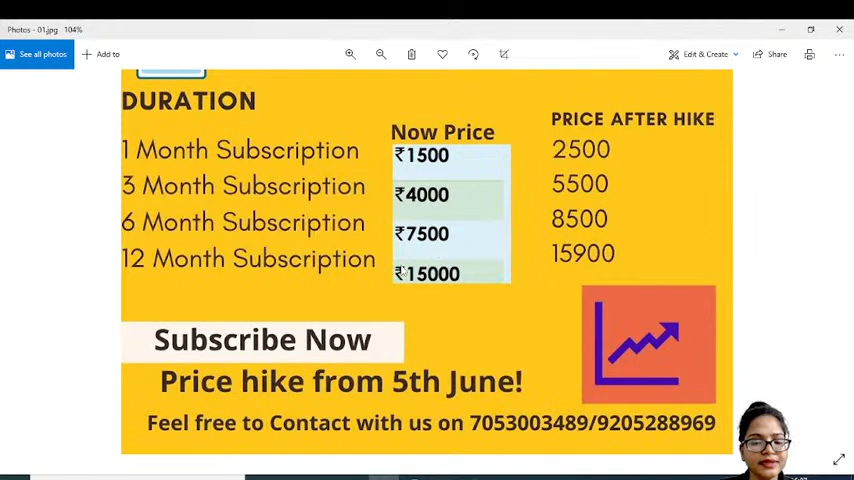 Photos - 01.jpg 104%
See all photos
Add to
Edit & Create
Share
DURATION
Now Price
PRICE AFTER HIKE
1 Month Subscription ₹1500 2500
3 Month Subscription ₹4000 5500
6 Month Subscription ₹7500 8500
12 Month Subscription ₹15000 15900
Subscribe Now
Price hike from 5th June!
Feel free to Contact with us on 7053003489/9205288969